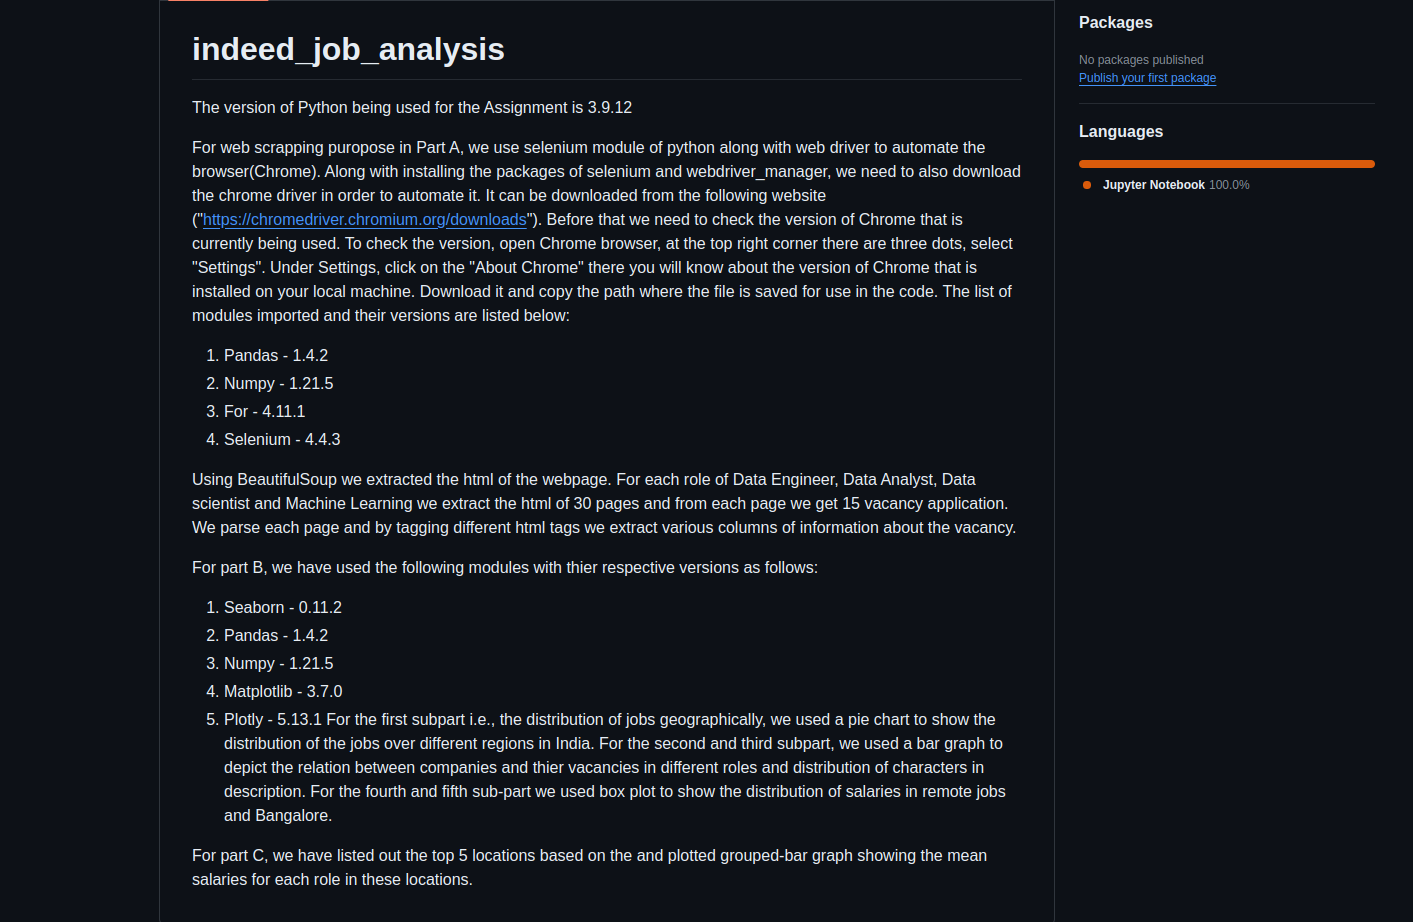 indeed_job_analysis
The version of Python being used for the Assignment is 3.9.12
For web scrapping puropose in Part A, we use selenium module of python along with web driver to automate the
browser(Chrome). Along with installing the packages of selenium and webdriver_manager, we need to also download
the chrome driver in order to automate it. It can be downloaded from the following website
("https://chromedriver.chromium.org/downloads"). Before that we need to check the version of Chrome that is
currently being used. To check the version, open Chrome browser, at the top right corner there are three dots, select
"Settings". Under Settings, click on the "About Chrome" there you will know about the version of Chrome that is
installed on your local machine. Download it and copy the path where the file is saved for use in the code. The list of
modules imported and their versions are listed below:
1. Pandas - 1.4.2
2. Numpy - 1.21.5
3. For - 4.11.1
4. Selenium - 4.4.3
Using BeautifulSoup we extracted the html of the webpage. For each role of Data Engineer, Data Analyst, Data
scientist and Machine Learning we extract the html of 30 pages and from each page we get 15 vacancy application.
We parse each page and by tagging different html tags we extract various columns of information about the vacancy.
For part B, we have used the following modules with thier respective versions as follows:
1. Seaborn - 0.11.2
2. Pandas - 1.4.2
3. Numpy - 1.21.5
4. Matplotlib - 3.7.0
5. Plotly - 5.13.1 For the first subpart i.e., the distribution of jobs geographically, we used a pie chart to show the
distribution of the jobs over different regions in India. For the second and third subpart, we used a bar graph to
depict the relation between companies and thier vacancies in different roles and distribution of characters in
description. For the fourth and fifth sub-part we used box plot to show the distribution of salaries in remote jobs
and Bangalore.
For part C, we have listed out the top 5 locations based on the and plotted grouped-bar graph showing the mean
salaries for each role in these locations.
Packages
No packages published
Publish your first package
Languages
Jupyter Notebook 100.0%